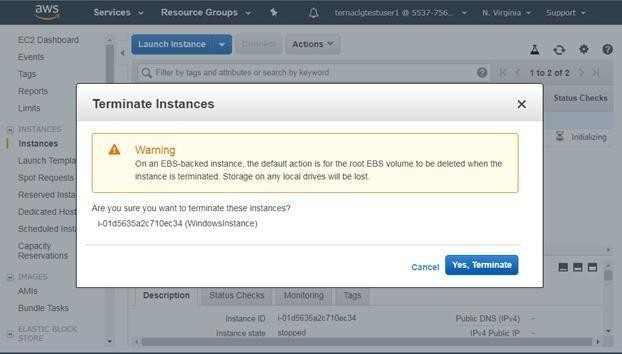 aws
Services
Resource Groups
ternaclgtestuser1 @ 5537-756...
N. Virginia
Support
EC2 Dashboard
Events
Tags
Reports
Limits
INSTANCES
Instances
Launch Templa
Spot Requests
Reserved Insta
Dedicated Host
Scheduled Insta
Capacity
Reservations
IMAGES
AMIs
Bundle Tasks
ELASTIC BLOCK
STORE
Launch Instance
Connect
Actions
Filter by tags and attributes or search by keyword
1 to 2 of 2
Status Checks
Initializing
Terminate Instances
Warning
On an EBS-backed instance, the default action is for the root EBS volume to be deleted when the
instance is terminated. Storage on any local drives will be lost.
Are you sure you want to terminate these instances?
i-01d5635a2c710ec34 (WindowsInstance)
Cancel
Yes, Terminate
Description
Status Checks
Monitoring
Tags
Instance ID i-01d5635a2c710ec34 Public DNS (IPv4) -
Instance state stopped IPv4 Public IP -